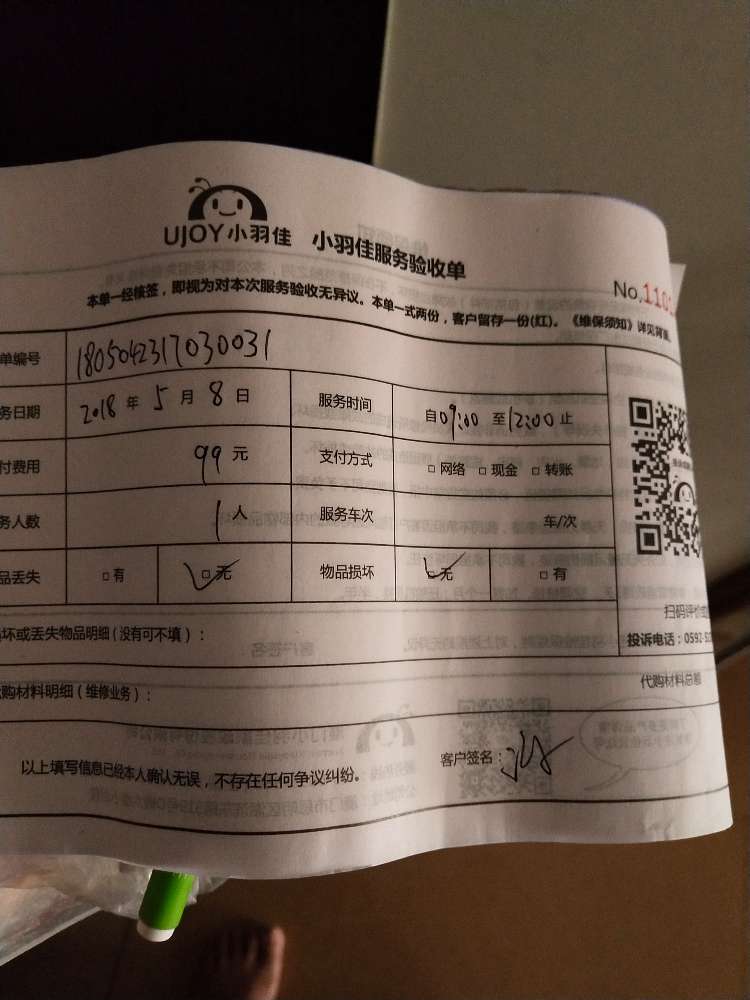 UJOY小羽佳 小羽佳服务验收单
No.110
本单一经核签，即视为对本次服务验收无异议。本单一式两份，客户留存一份(红)。《维保须知》详见背面
单编号 1805042317030031
务日期 2018 年 5 月 8 日 服务时间 自09:00 至12:00止
付费用 99 元 支付方式 □ 网络 □ 现金 □ 转账
务人数 1 人 服务车次 车/次
品丢失 □ 有 □ 无 物品损坏 □ 无 □ 有
扫码评价
投诉电话：0592-5
坏或丢失物品明细（没有可不填）：
代购材料总额
代购材料明细（维修业务）：
以上填写信息已经本人确认无误，不存在任何争议纠纷。 客户签名：